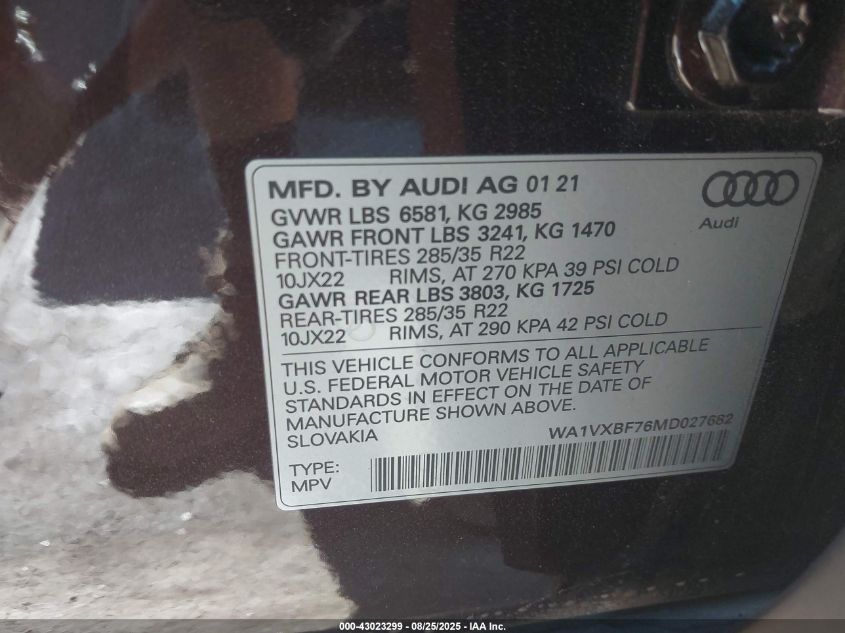 MFD. BY AUDI AG 01 21
Audi
GVWR LBS 6581, KG 2985
GAWR FRONT LBS 3241, KG 1470
FRONT-TIRES 285/35 R22
10JX22 RIMS, AT 270 KPA 39 PSI COLD
GAWR REAR LBS 3803, KG 1725
REAR-TIRES 285/35 R22
10JX22 RIMS, AT 290 KPA 42 PSI COLD
THIS VEHICLE CONFORMS TO ALL APPLICABLE
U.S. FEDERAL MOTOR VEHICLE SAFETY
STANDARDS IN EFFECT ON THE DATE OF
MANUFACTURE SHOWN ABOVE.
SLOVAKIA WA1VXBF76MD027662
TYPE:
MPV
000-43023299 - 08/25/2025 - IAA Inc.